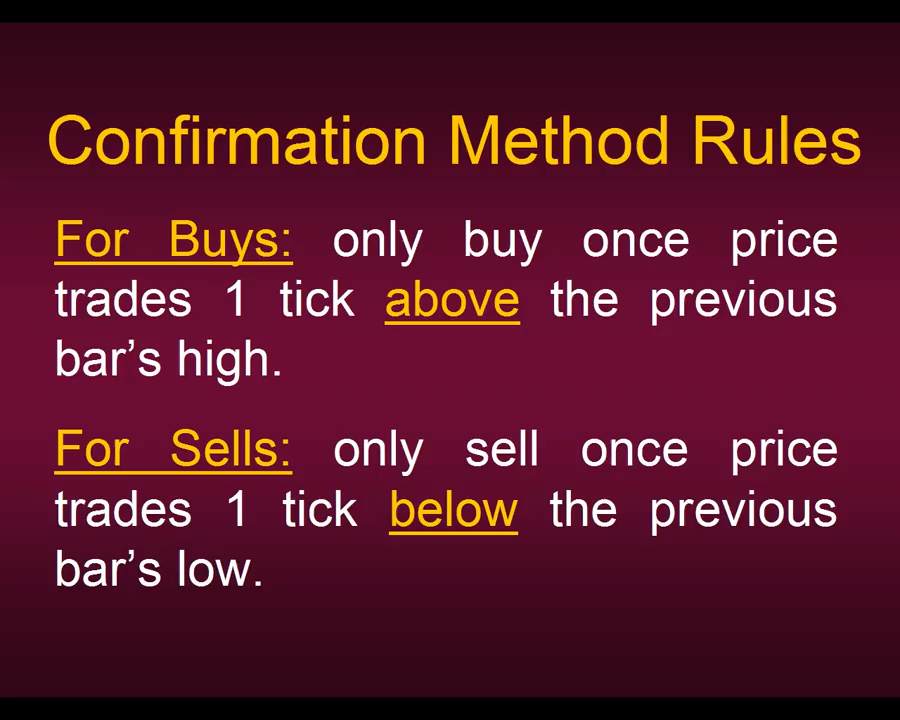 Confirmation Method Rules
For Buys: only buy once price
trades 1 tick above the previous
bar’s high.
For Sells: only sell once price
trades 1 tick below the previous
bar’s low.